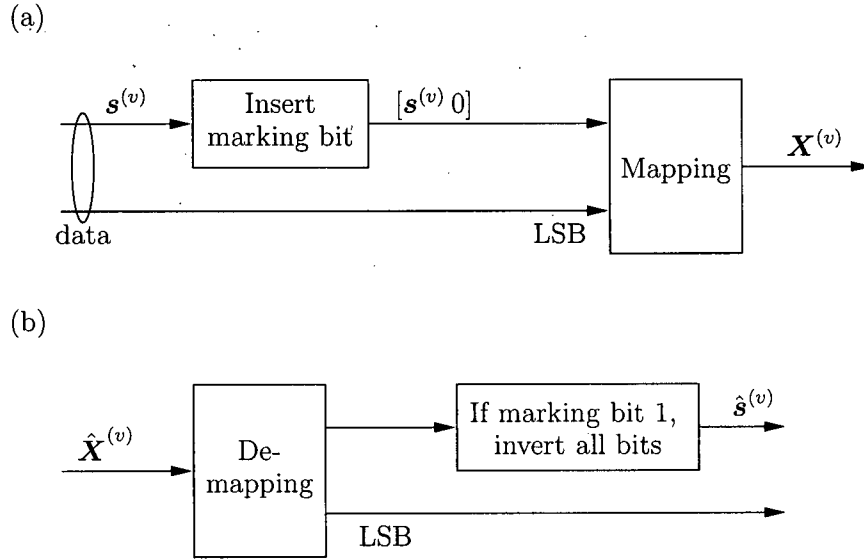 (a)
s^(v)
Insert
marking bit
[s^(v) 0]
Mapping
X^(v)
data
LSB
(b)
X̂^(v)
De-
mapping
If marking bit 1,
invert all bits
ŝ^(v)
LSB